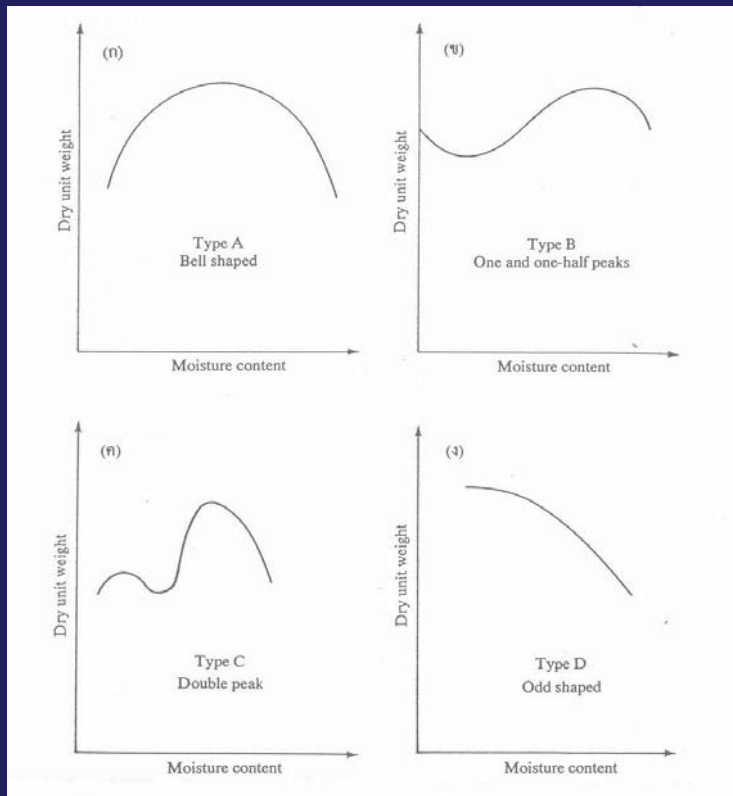 (ก)
Dry unit weight
Type A
Bell shaped
Moisture content
(ข)
Dry unit weight
Type B
One and one-half peaks
Moisture content
(ค)
Dry unit weight
Type C
Double peak
Moisture content
(ง)
Dry unit weight
Type D
Odd shaped
Moisture content